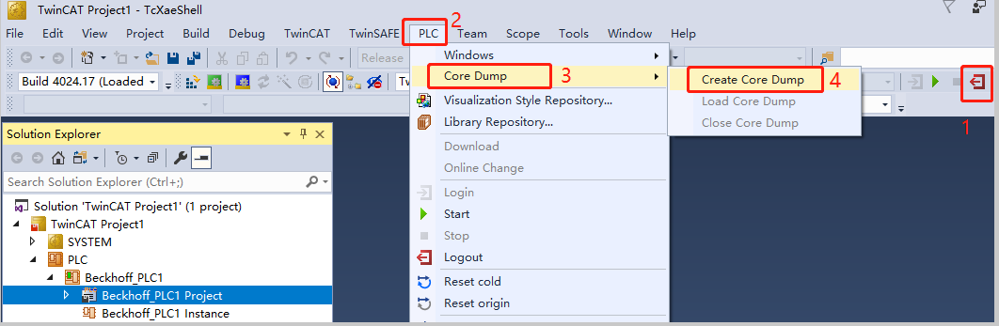 TwinCAT Project1 - TcXaeShell
2
File Edit View Project Build Debug TwinCAT TwinSAFE PLC Team Scope Tools Window Help
Release
Windows
Build 4024.17 (Loaded
Tw
Core Dump 3
Create Core Dump 4
Load Core Dump
Close Core Dump
1
Visualization Style Repository...
Library Repository...
Download
Online Change
Login
Start
Stop
Logout
Reset cold
Reset origin
Solution Explorer
Search Solution Explorer (Ctrl+;)
Solution 'TwinCAT Project1' (1 project)
TwinCAT Project1
SYSTEM
PLC
Beckhoff_PLC1
Beckhoff_PLC1 Project
Beckhoff_PLC1 Instance